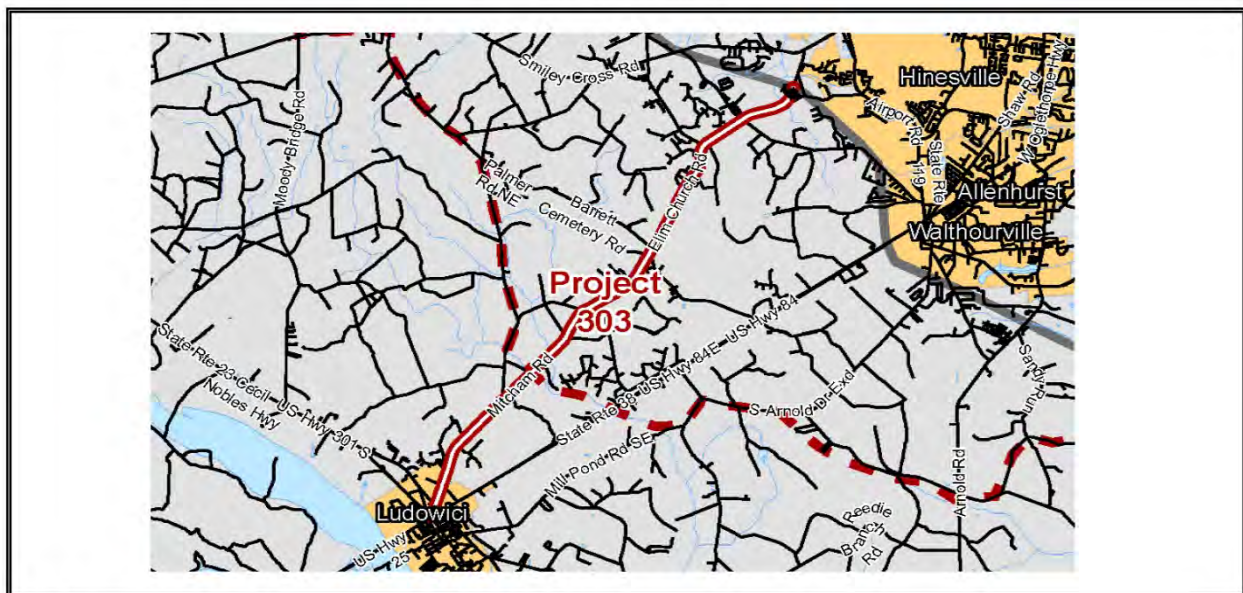 Smiley Cross Rd
Hinesville
Shaw Rd
W Oglethorpe Hwy
Moody Bridge Rd
Airport Rd
State Rte
119
Allenhurst
Palmer
Rd NE
Barrett
Cemetery Rd
Elim Church Rd
Walthourville
Project
303
State Rte 38 US Hwy 84E US Hwy 84
State Rte 23 Cecil US Hwy 301 S
Nobles Hwy
Mitcham Rd
Sandy Run
S Arnold Dr Exd
Mill Pond Rd SE
Arnold Rd
Ludowici
US Hwy
25
Reedie
Branch
Rd